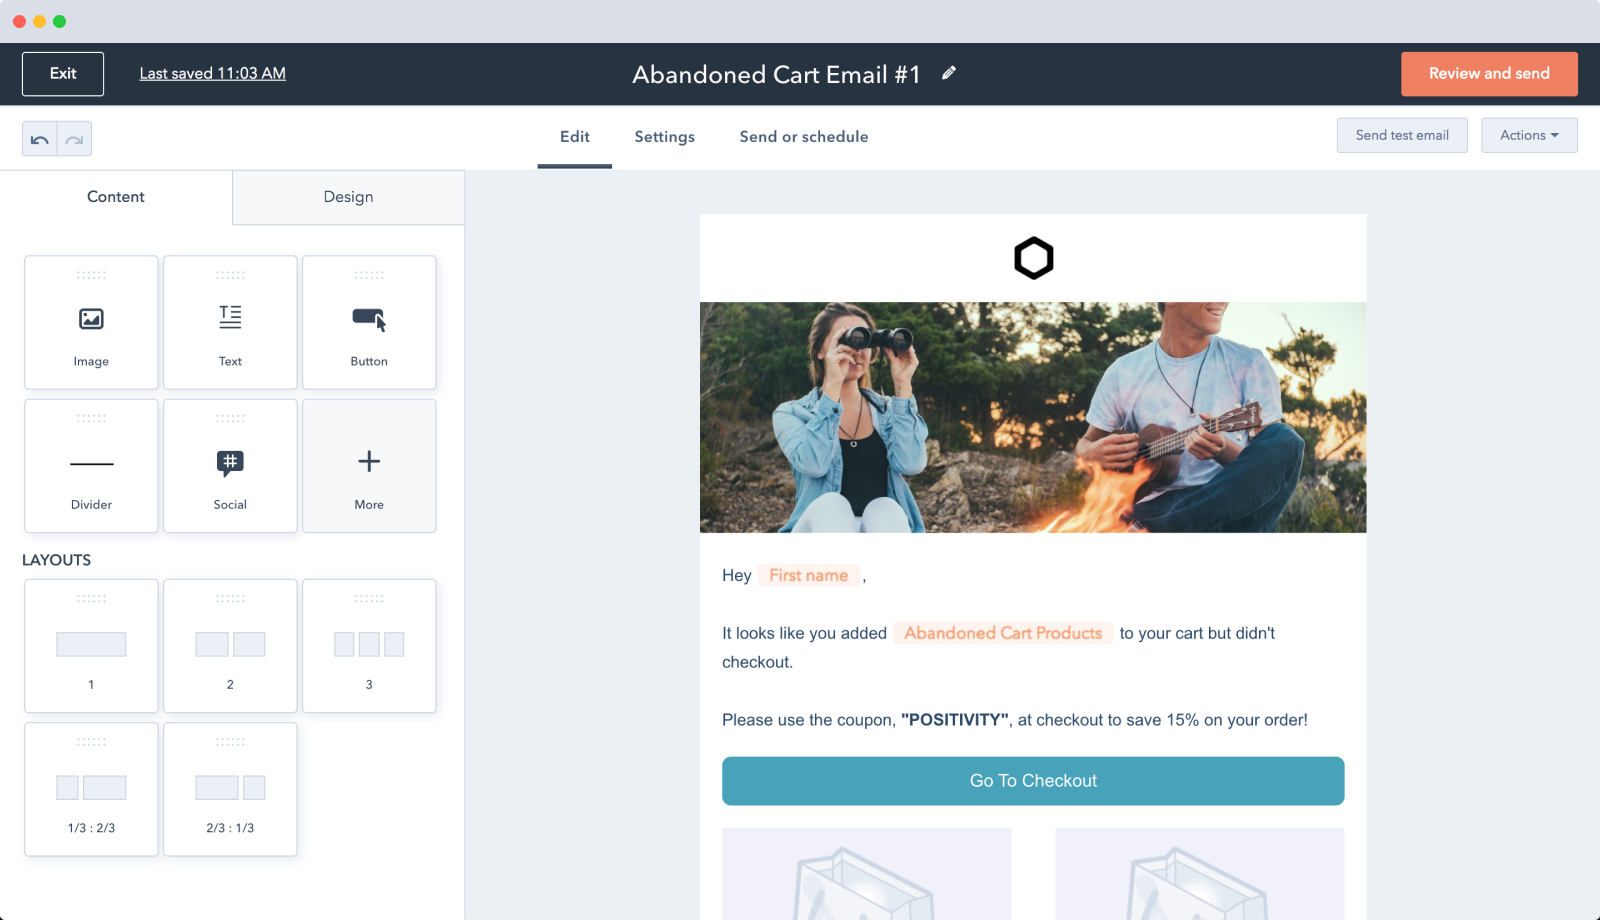 Exit
Last saved 11:03 AM
Abandoned Cart Email #1
Review and send
Edit
Settings
Send or schedule
Send test email
Actions
Content
Design
Image
Text
Button
Divider
Social
More
LAYOUTS
1
2
3
1/3 : 2/3
2/3 : 1/3
Hey First name ,
It looks like you added Abandoned Cart Products to your cart but didn't
checkout.
Please use the coupon, "POSITIVITY", at checkout to save 15% on your order!
Go To Checkout